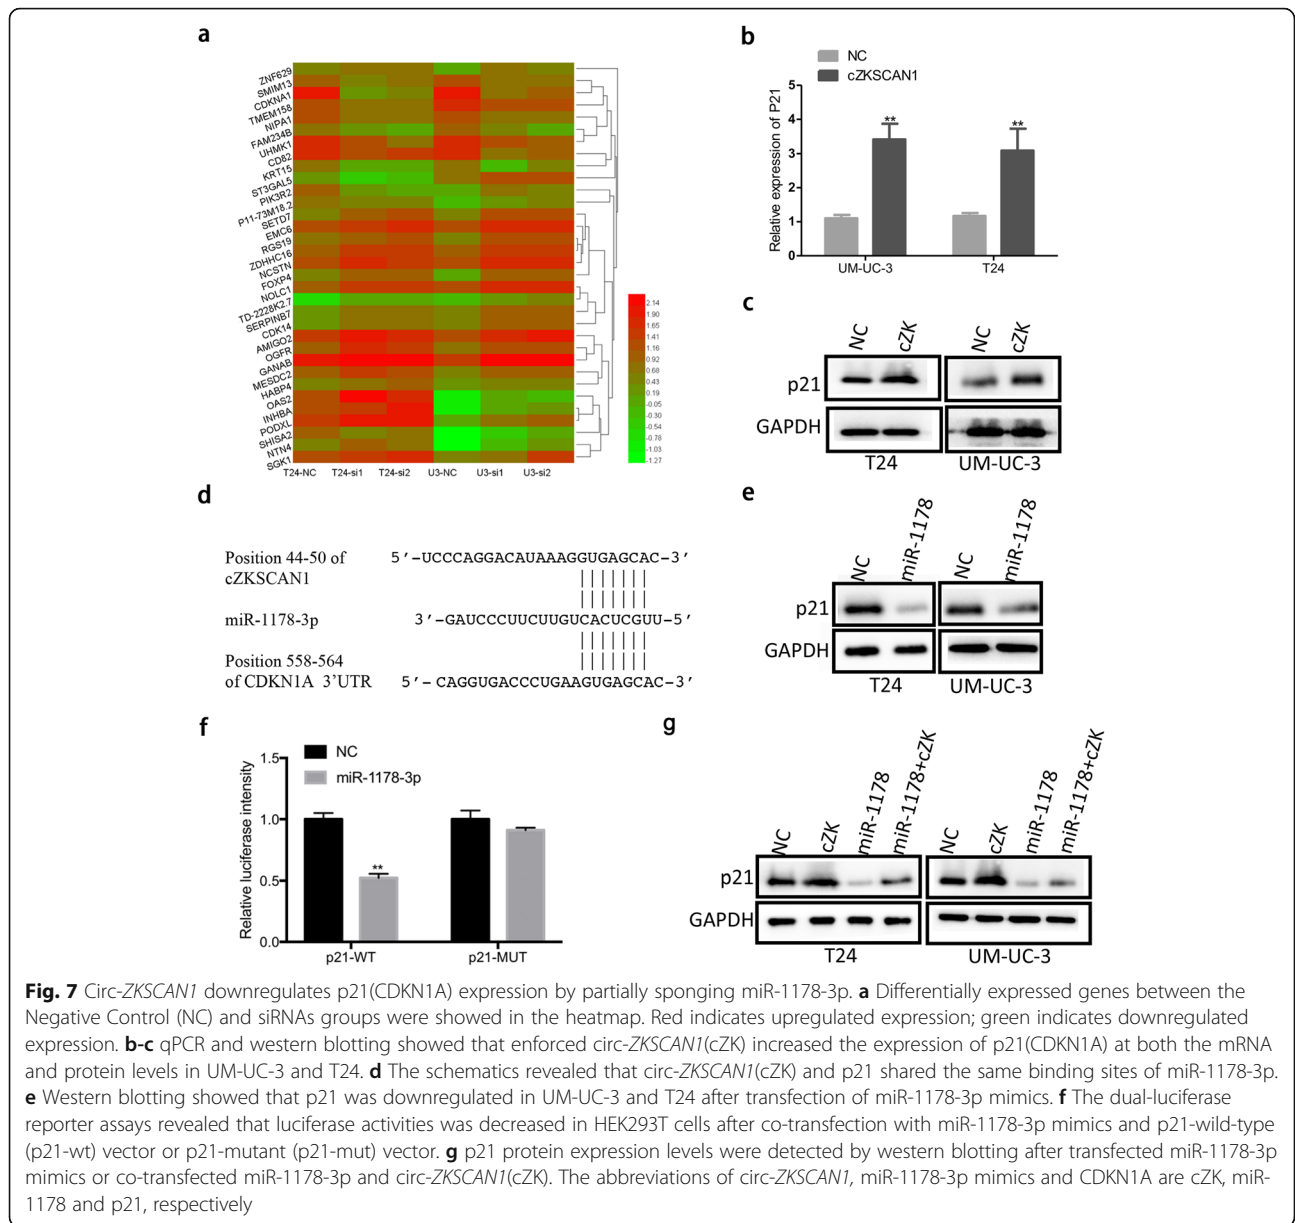 a
ZNF629
SMIM13
CDKNA1
TMEM158
NIPA1
FAM234B
UHMK1
CD82
KRT15
ST3GAL5
PIK3R2
P11-73M18.2
SETD7
EMC6
RGS19
ZDHHC16
NCSTN
FOXP4
NOLC1
TD-2228K2.7
SERPINB7
CDK14
AMIGO2
OGFR
GANAB
MESDC2
HABP4
OAS2
INHBA
PODXL
SHISA2
NTN4
SGK1
T24-NC T24-si1 T24-si2 U3-NC U3-si1 U3-si2
2.14
1.90
1.65
1.41
1.16
0.92
0.68
0.43
0.19
-0.05
-0.30
-0.54
-0.78
-1.03
-1.27
b
NC
cZKSCAN1
Relative expression of P21
5
4
3
2
1
0
**
**
UM-UC-3 T24
c
NC cZK NC cZK
p21
GAPDH
T24 UM-UC-3
d
Position 44-50 of 5′-UCCCAGGACAUAAAGGUGAGCAC-3′
cZKSCAN1
miR-1178-3p 3′-GAUCCCUUCUUGUCACUCGUU-5′
Position 558-564
of CDKN1A 3’UTR 5′- CAGGUGACCCUGAAGUGAGCAC-3′
e
NC miR-1178 NC miR-1178
p21
GAPDH
T24 UM-UC-3
f
NC
miR-1178-3p
Relative luciferase intensity
1.5
1.0
0.5
0.0
**
p21-WT p21-MUT
g
NC cZK miR-1178 miR-1178+cZK NC cZK miR-1178 miR-1178+cZK
p21
GAPDH
T24 UM-UC-3
Fig. 7 Circ-ZKSCAN1 downregulates p21(CDKN1A) expression by partially sponging miR-1178-3p. a Differentially expressed genes between the
Negative Control (NC) and siRNAs groups were showed in the heatmap. Red indicates upregulated expression; green indicates downregulated
expression. b-c qPCR and western blotting showed that enforced circ-ZKSCAN1(cZK) increased the expression of p21(CDKN1A) at both the mRNA
and protein levels in UM-UC-3 and T24. d The schematics revealed that circ-ZKSCAN1(cZK) and p21 shared the same binding sites of miR-1178-3p.
e Western blotting showed that p21 was downregulated in UM-UC-3 and T24 after transfection of miR-1178-3p mimics. f The dual-luciferase
reporter assays revealed that luciferase activities was decreased in HEK293T cells after co-transfection with miR-1178-3p mimics and p21-wild-type
(p21-wt) vector or p21-mutant (p21-mut) vector. g p21 protein expression levels were detected by western blotting after transfected miR-1178-3p
mimics or co-transfected miR-1178-3p and circ-ZKSCAN1(cZK). The abbreviations of circ-ZKSCAN1, miR-1178-3p mimics and CDKN1A are cZK, miR-
1178 and p21, respectively